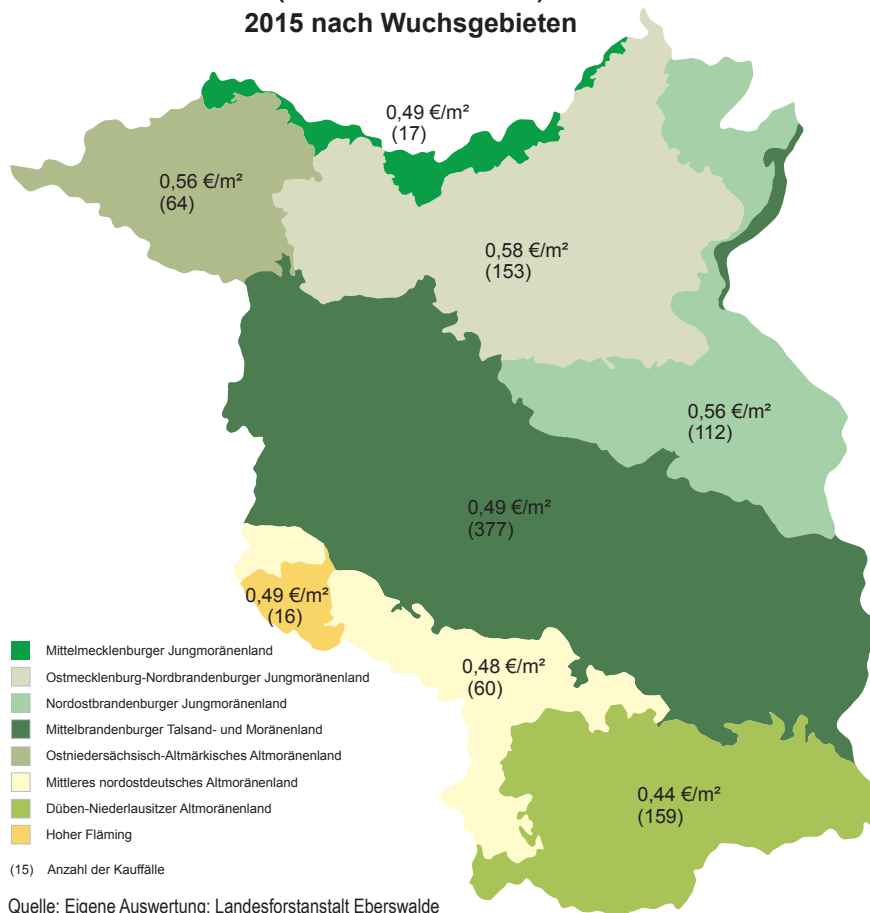 2015 nach Wuchsgebieten
0,49 €/m²
(17)
0,56 €/m²
(64)
0,58 €/m²
(153)
0,56 €/m²
(112)
0,49 €/m²
(377)
0,49 €/m²
(16)
0,48 €/m²
(60)
0,44 €/m²
(159)
Mittelmecklenburger Jungmoränenland
Ostmecklenburg-Nordbrandenburger Jungmoränenland
Nordostbrandenburger Jungmoränenland
Mittelbrandenburger Talsand- und Moränenland
Ostniedersächsisch-Altmärkisches Altmoränenland
Mittleres nordostdeutsches Altmoränenland
Düben-Niederlausitzer Altmoränenland
Hoher Fläming
(15) Anzahl der Kauffälle
Quelle: Eigene Auswertung; Landesforstanstalt Eberswalde